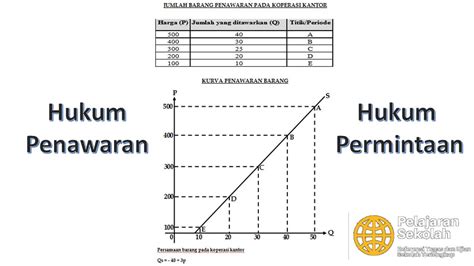 JUMLAH BARANG PENAWARAN PADA KOPERASI KANTOR
Harga (P) Jumlah yang ditawarkan (Q) Titik/Periode
500 40 A
400 30 B
300 25 C
200 20 D
100 10 E
KURVA PENAWARAN BARANG
Hukum
Penawaran
Hukum
Permintaan
P
S
500
A
400
B
300
C
200
D
100
E
0 10 20 30 40 50 Q
Persamaan barang pada koperasi kantor
Qs = - 40 + 3p
Pelajaran
Sekolah